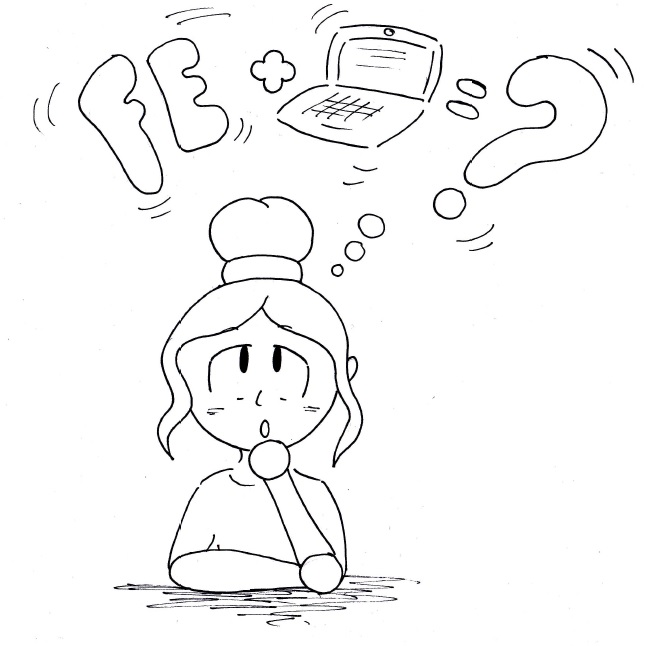 FE + = ?